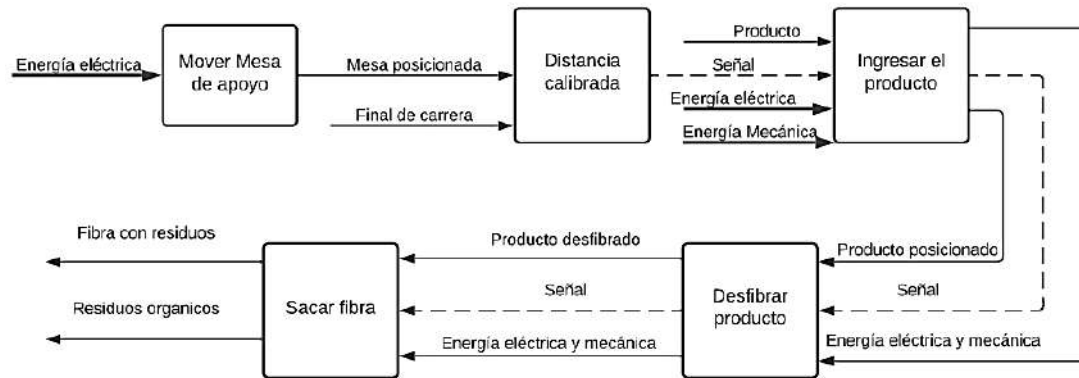 Energía eléctrica
Mover Mesa
de apoyo
Mesa posicionada
Final de carrera
Distancia
calibrada
Producto
Señal
Energía eléctrica
Energía Mecánica
Ingresar el
producto
Fibra con residuos
Residuos organicos
Sacar fibra
Producto desfibrado
Señal
Energía eléctrica y mecánica
Desfibrar
producto
Producto posicionado
Señal
Energía eléctrica y mecánica